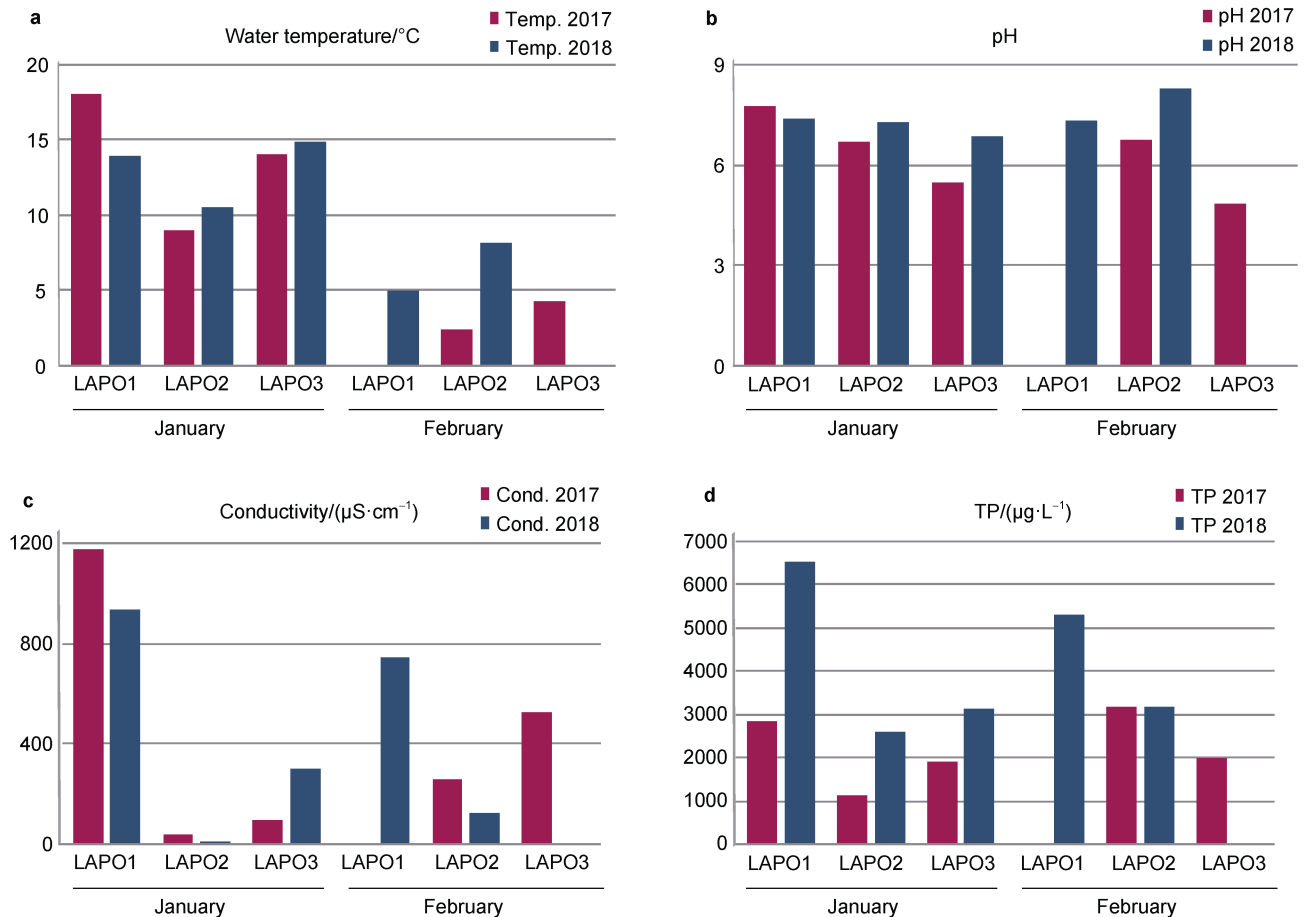 a
Water temperature/°C
Temp. 2017
Temp. 2018
20
15
10
5
0
LAPO1 LAPO2 LAPO3 LAPO1 LAPO2 LAPO3
January February
b
pH
pH 2017
pH 2018
9
6
3
0
LAPO1 LAPO2 LAPO3 LAPO1 LAPO2 LAPO3
January February
c
Conductivity/(µS·cm⁻¹)
Cond. 2017
Cond. 2018
1200
800
400
0
LAPO1 LAPO2 LAPO3 LAPO1 LAPO2 LAPO3
January February
d
TP/(µg·L⁻¹)
TP 2017
TP 2018
7000
6000
5000
4000
3000
2000
1000
0
LAPO1 LAPO2 LAPO3 LAPO1 LAPO2 LAPO3
January February